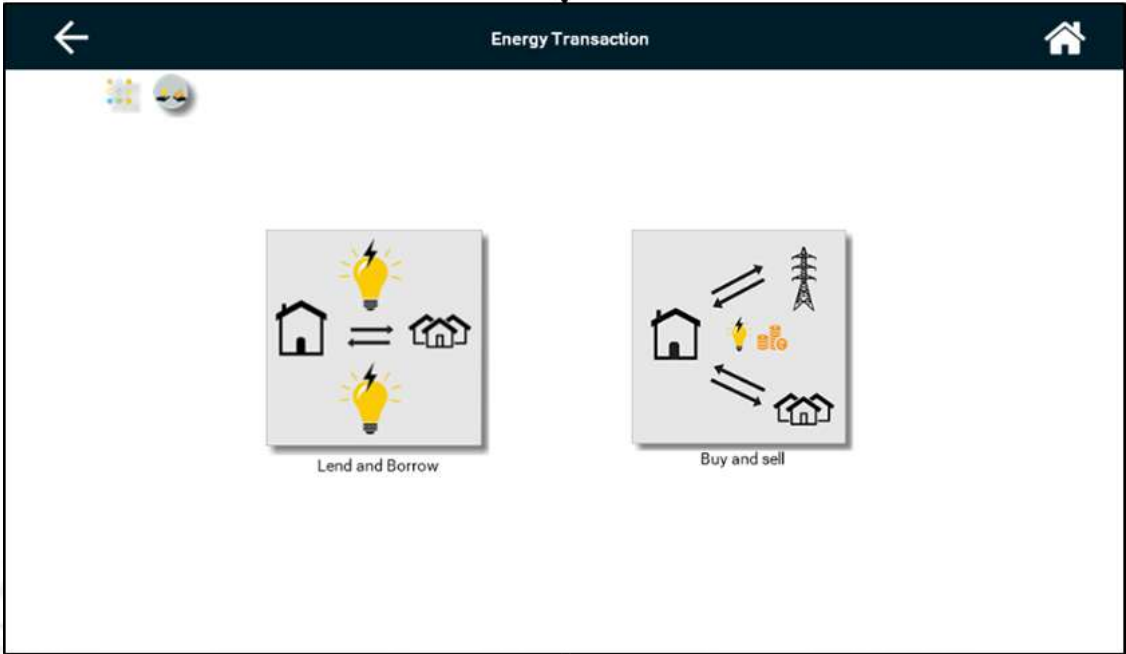 Energy Transaction
Lend and Borrow
Buy and sell